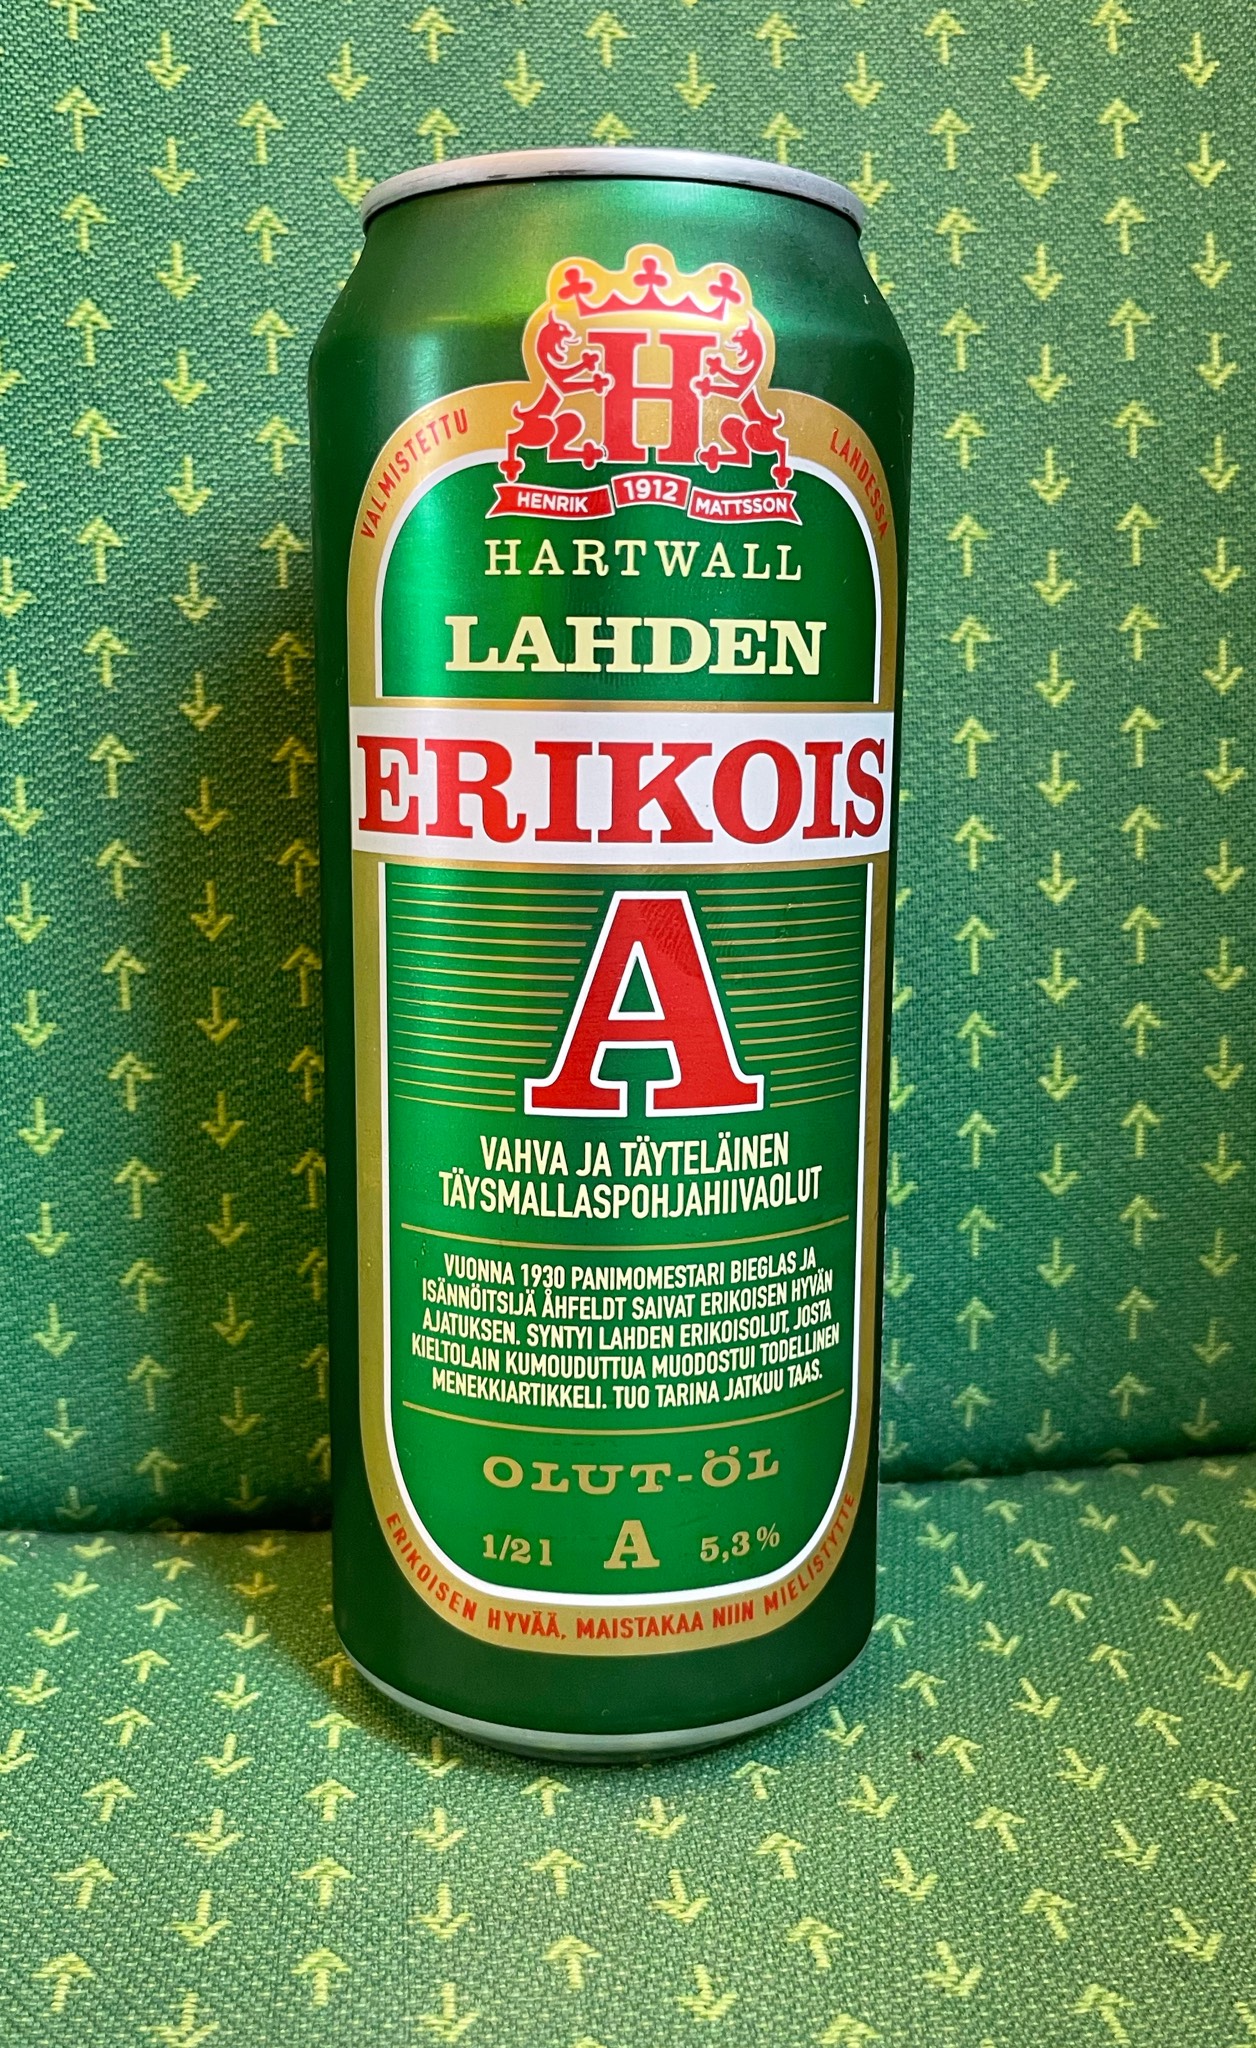 H
HENRIK 1912 MATTSSON
VALMISTETTU LAHDESSA
HARTWALL
LAHDEN
ERIKOIS
A
VAHVA JA TÄYTELÄINEN
TÄYSMALLASPOHJAHIIVAOLUT
VUONNA 1930 PANIMOMESTARI BIEGLAS JA
ISÄNNÖITSIJÄ ÅHFELDT SAIVAT ERIKOISEN HYVÄN
AJATUKSEN. SYNTYI LAHDEN ERIKOISOLUT, JOSTA
KIELTOLAIN KUMOUDUTTUA MUODOSTUI TODELLINEN
MENEKKIARTIKKELI. TUO TARINA JATKUU TAAS.
OLUT-ÖL
1/2 l A 5,3 %
ERIKOISEN HYVÄÄ, MAISTAKAA NIIN MIELISTYTTE